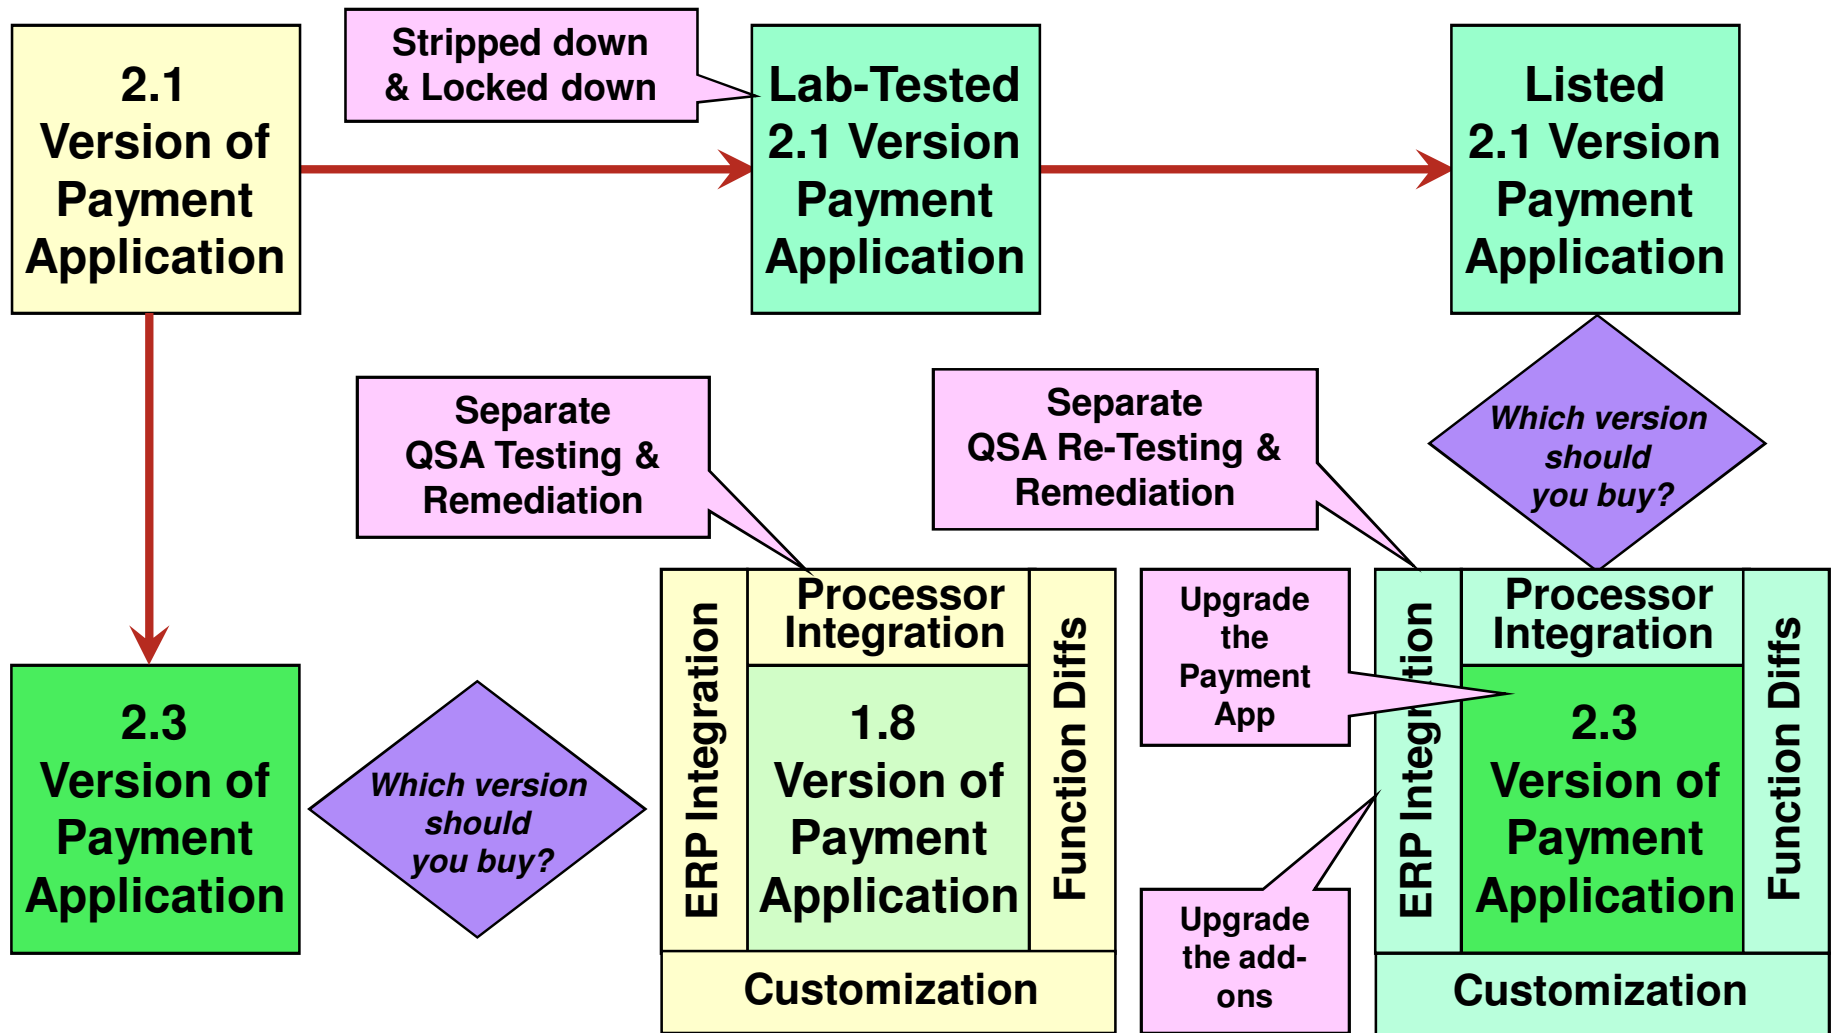 2.1
Version of
Payment
Application
Stripped down
& Locked down
Lab-Tested
2.1 Version
Payment
Application
Listed
2.1 Version
Payment
Application
Separate
QSA Testing &
Remediation
Separate
QSA Re-Testing &
Remediation
Which version
should
you buy?
2.3
Version of
Payment
Application
Which version
should
you buy?
ERP Integration
Processor
Integration
1.8
Version of
Payment
Application
Function Diffs
Customization
Upgrade
the
Payment
App
Upgrade
the add-
ons
ERP Integration
Processor
Integration
2.3
Version of
Payment
Application
Function Diffs
Customization